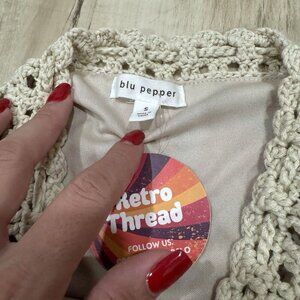 blu pepper
S
Retro
Thread
FOLLOW US: